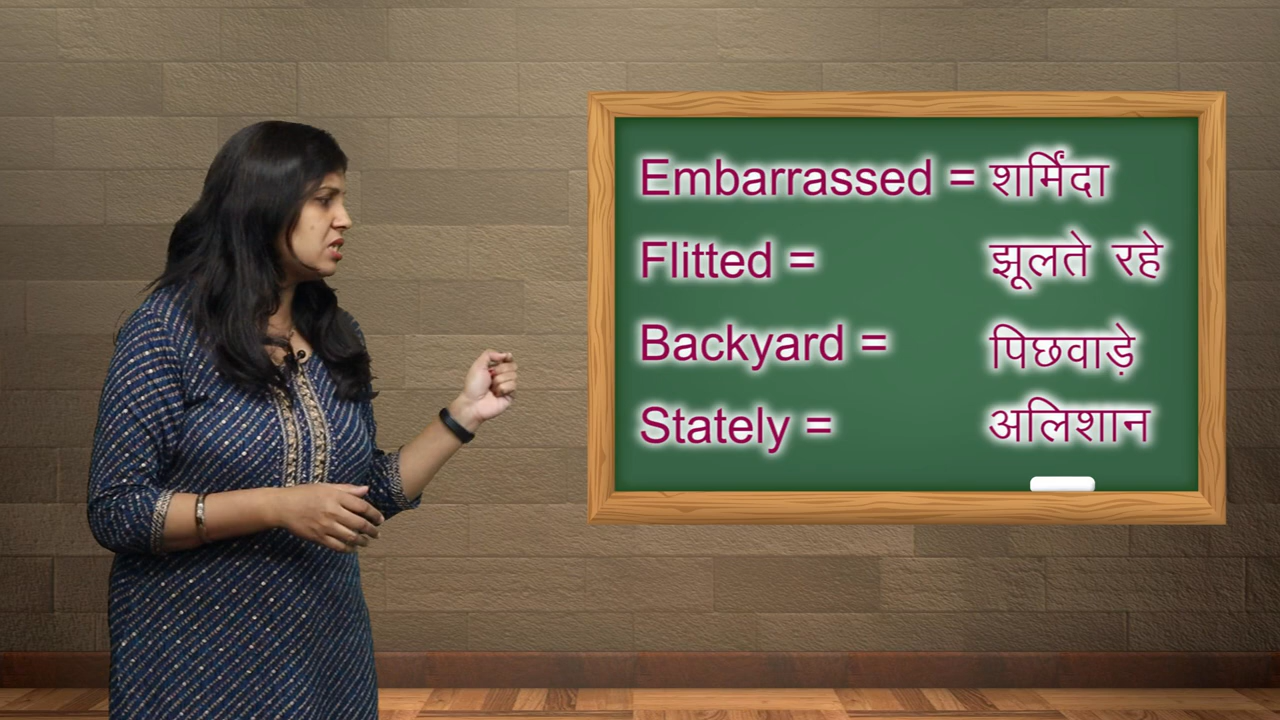 Embarrassed = शर्मिंदा
Flitted = झूलते रहे
Backyard = पिछवाड़े
Stately = अलिशान